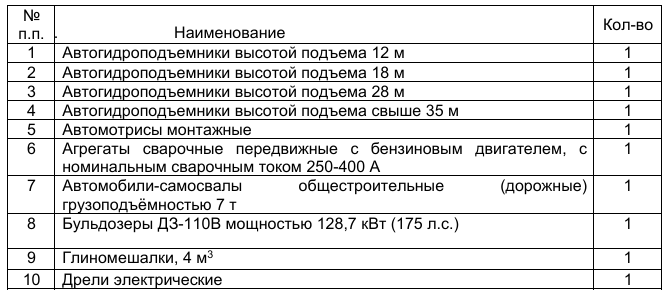 №
п.п. . Наименование Кол-во
1 Автогидроподъемники высотой подъема 12 м 1
2 Автогидроподъемники высотой подъема 18 м 1
3 Автогидроподъемники высотой подъема 28 м 1
4 Автогидроподъемники высотой подъема свыше 35 м 1
5 Автомотрисы монтажные 1
6 Агрегаты сварочные передвижные с бензиновым двигателем, с 1
номинальным сварочным током 250-400 А
7 Автомобили-самосвалы общестроительные (дорожные) 1
грузоподъёмностью 7 т
8 Бульдозеры ДЗ-110В мощностью 128,7 кВт (175 л.с.) 1
9 Глиномешалки, 4 м³ 1
10 Дрели электрические 1